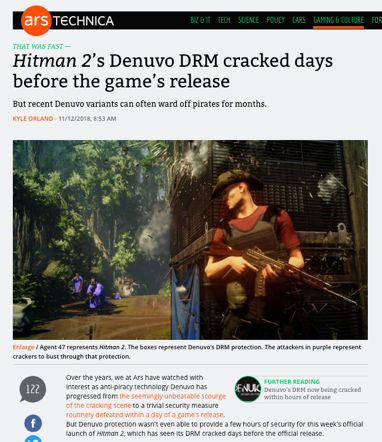 ars TECHNICA
BIZ & IT TECH SCIENCE POLICY CARS GAMING & CULTURE FOR
THAT WAS FAST —
Hitman 2's Denuvo DRM cracked days
before the game's release
But recent Denuvo variants can often ward off pirates for months.
KYLE ORLAND - 11/12/2018, 8:53 AM
Enlarge / Agent 47 represents Hitman 2. The boxes represent Denuvo's DRM protection. The attackers in purple represent
crackers to bust through that protection.
122
Over the years, we at Ars have watched with
interest as anti-piracy technology Denuvo has
progressed from the seemingly unbeatable scourge
of the cracking scene to a trivial security measure
routinely defeated within a day of a game's release.
But Denuvo protection wasn't even able to provide a few hours of security for this week's official
launch of Hitman 2, which has seen its DRM cracked days before the official release.
DENUV
FURTHER READING
Denuvo's DRM now being cracked
within hours of release